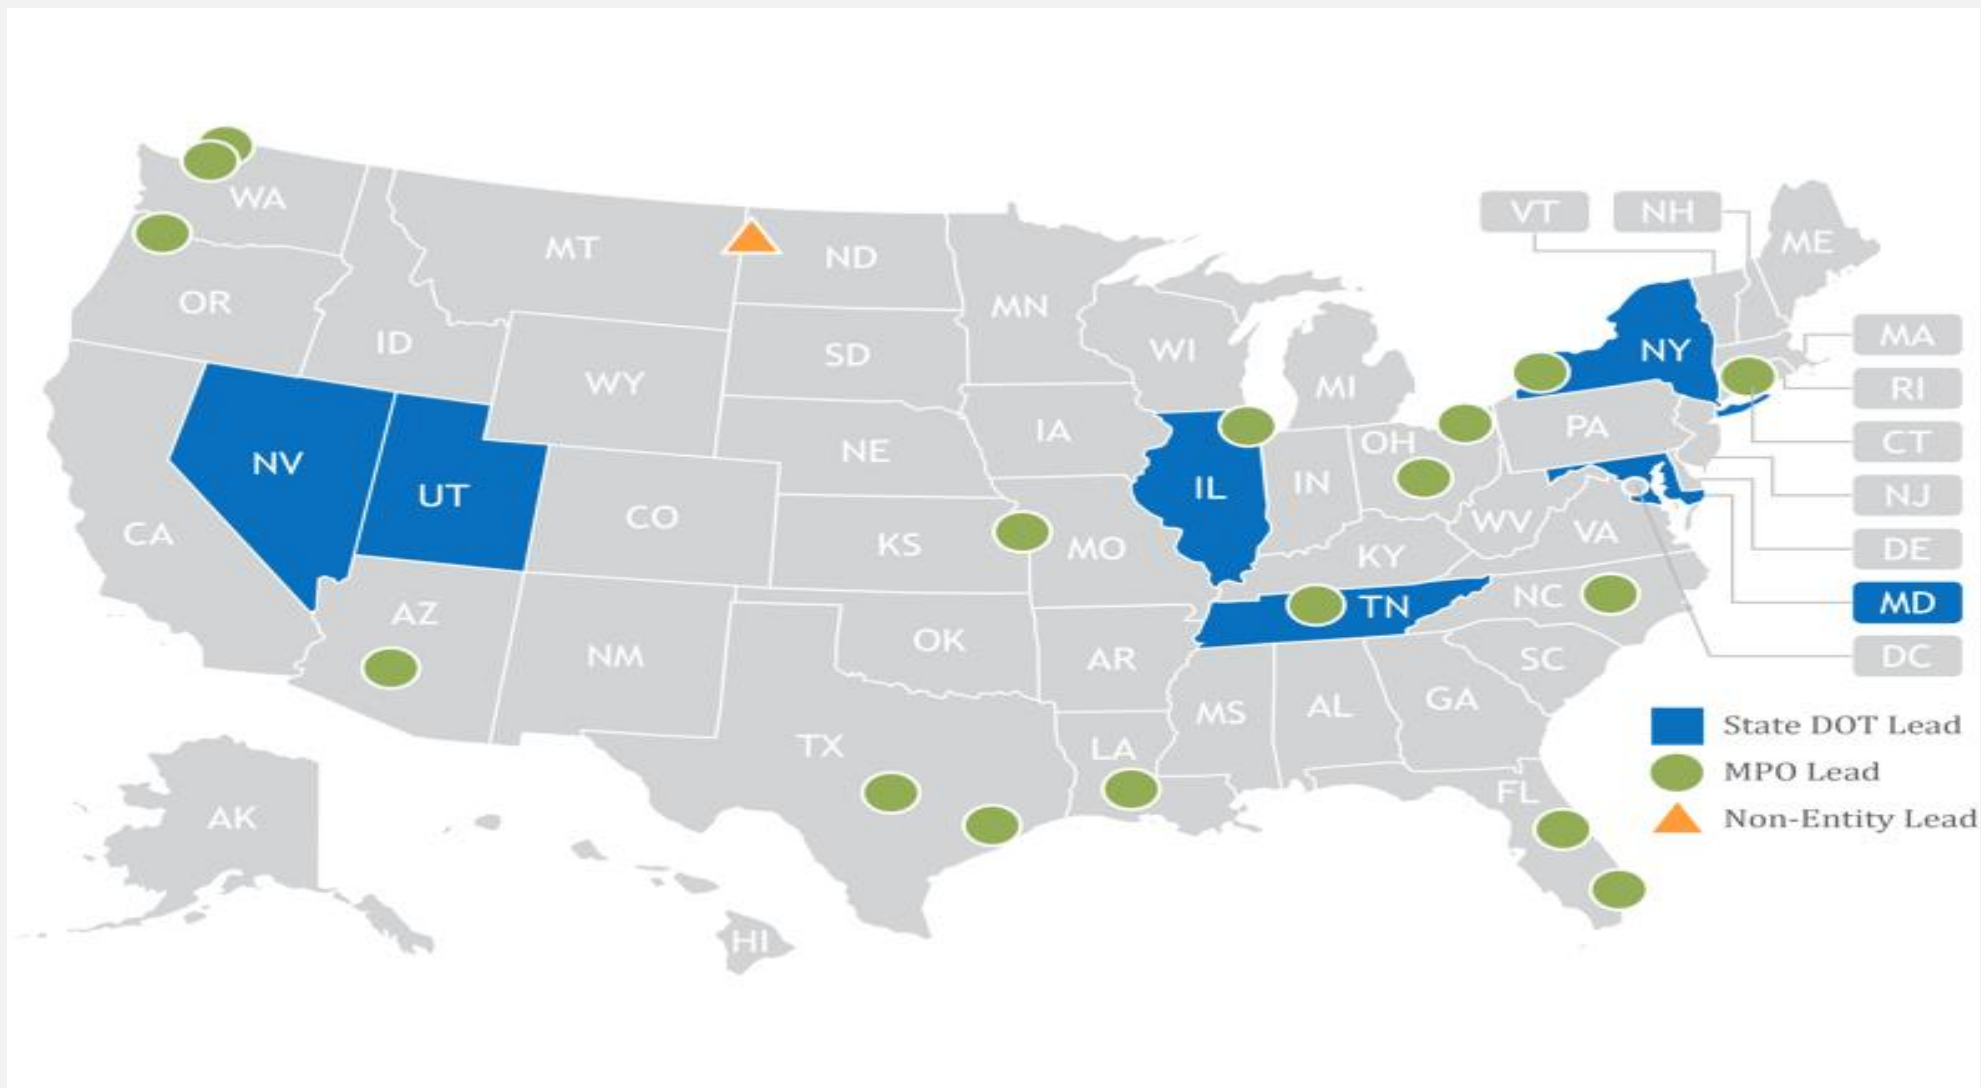 WA
VT
NH
MT
ND
ME
OR
MN
ID
SD
WI
NY
MA
WY
MI
RI
NV
UT
NE
IA
OH
PA
CT
CA
CO
KS
MO
IL
IN
WV
VA
NJ
KY
DE
AZ
NM
OK
AR
TN
NC
MD
SC
DC
TX
LA
MS
AL
GA
FL
AK
HI
State DOT Lead
MPO Lead
Non-Entity Lead